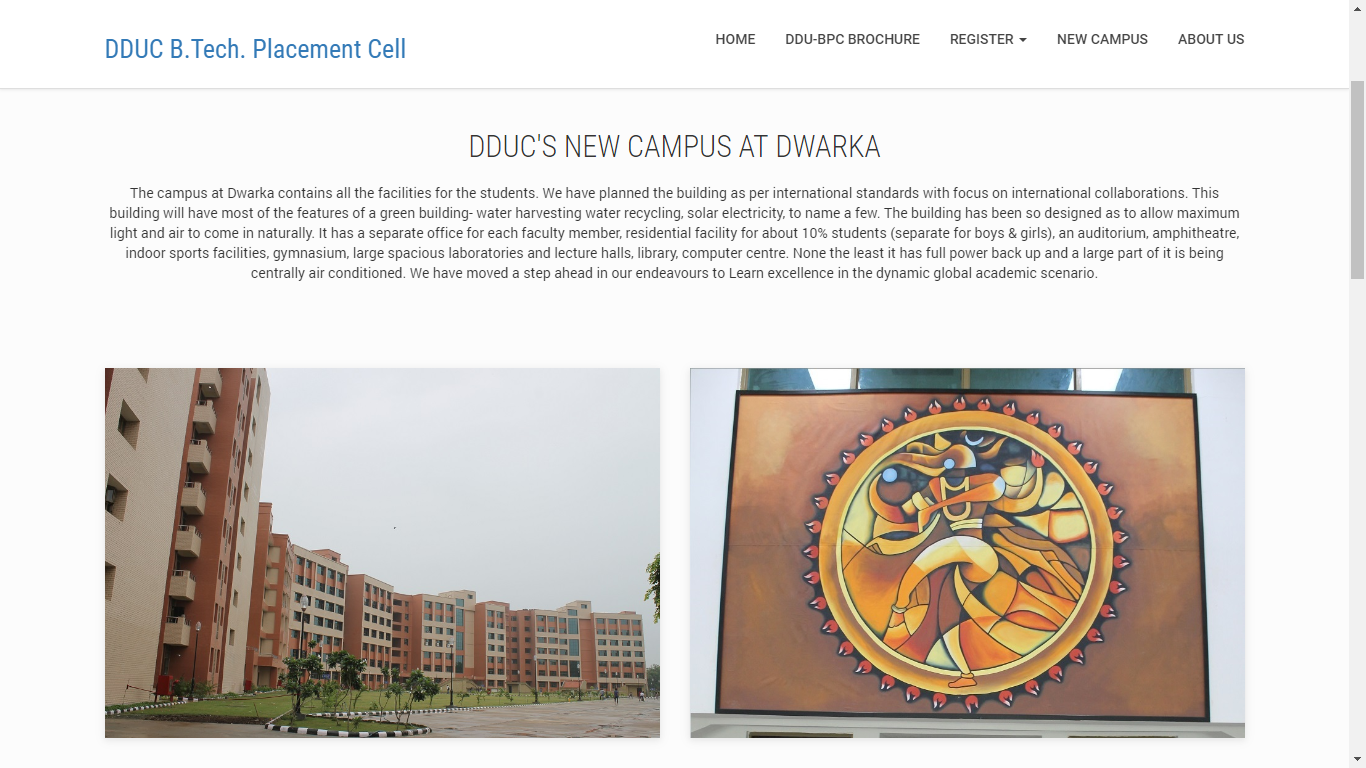 DDUC B.Tech. Placement Cell
HOME
DDU-BPC BROCHURE
REGISTER
NEW CAMPUS
ABOUT US
DDUC'S NEW CAMPUS AT DWARKA
The campus at Dwarka contains all the facilities for the students. We have planned the building as per international standards with focus on international collaborations. This
building will have most of the features of a green building- water harvesting water recycling, solar electricity, to name a few. The building has been so designed as to allow maximum
light and air to come in naturally. It has a separate office for each faculty member, residential facility for about 10% students (separate for boys & girls), an auditorium, amphitheatre,
indoor sports facilities, gymnasium, large spacious laboratories and lecture halls, library, computer centre. None the least it has full power back up and a large part of it is being
centrally air conditioned. We have moved a step ahead in our endeavours to Learn excellence in the dynamic global academic scenario.